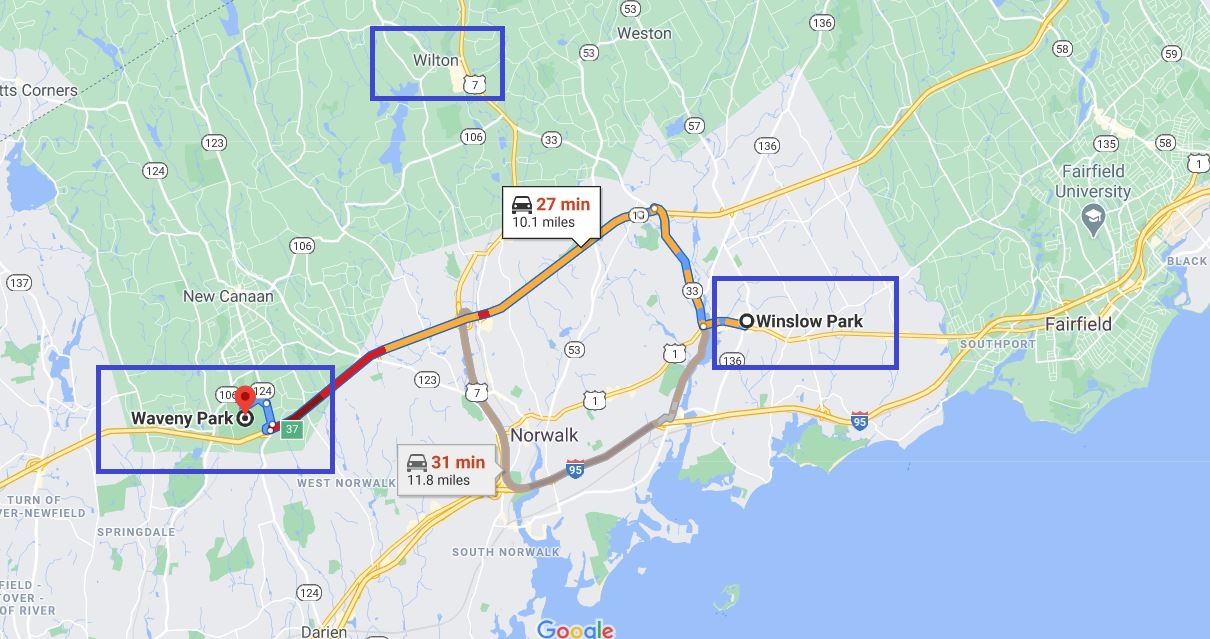 53
136
Weston
53
58
59
Wilton
7
tts Corners
106
33
57
123
136
135
58
124
1
Fairfield
University
27 min
10.1 miles
106
137
33
BLACK
New Canaan
Winslow Park
Fairfield
SOUTHPORT
53
1
136
123
106
124
7
1
Waveny Park
37
95
Norwalk
31 min
11.8 miles
95
WEST NORWALK
TURN OF
VER-NEWFIELD
SPRINGDALE
SOUTH NORWALK
FIELD -
TOVER -
OF RIVER
124
Darien
Google